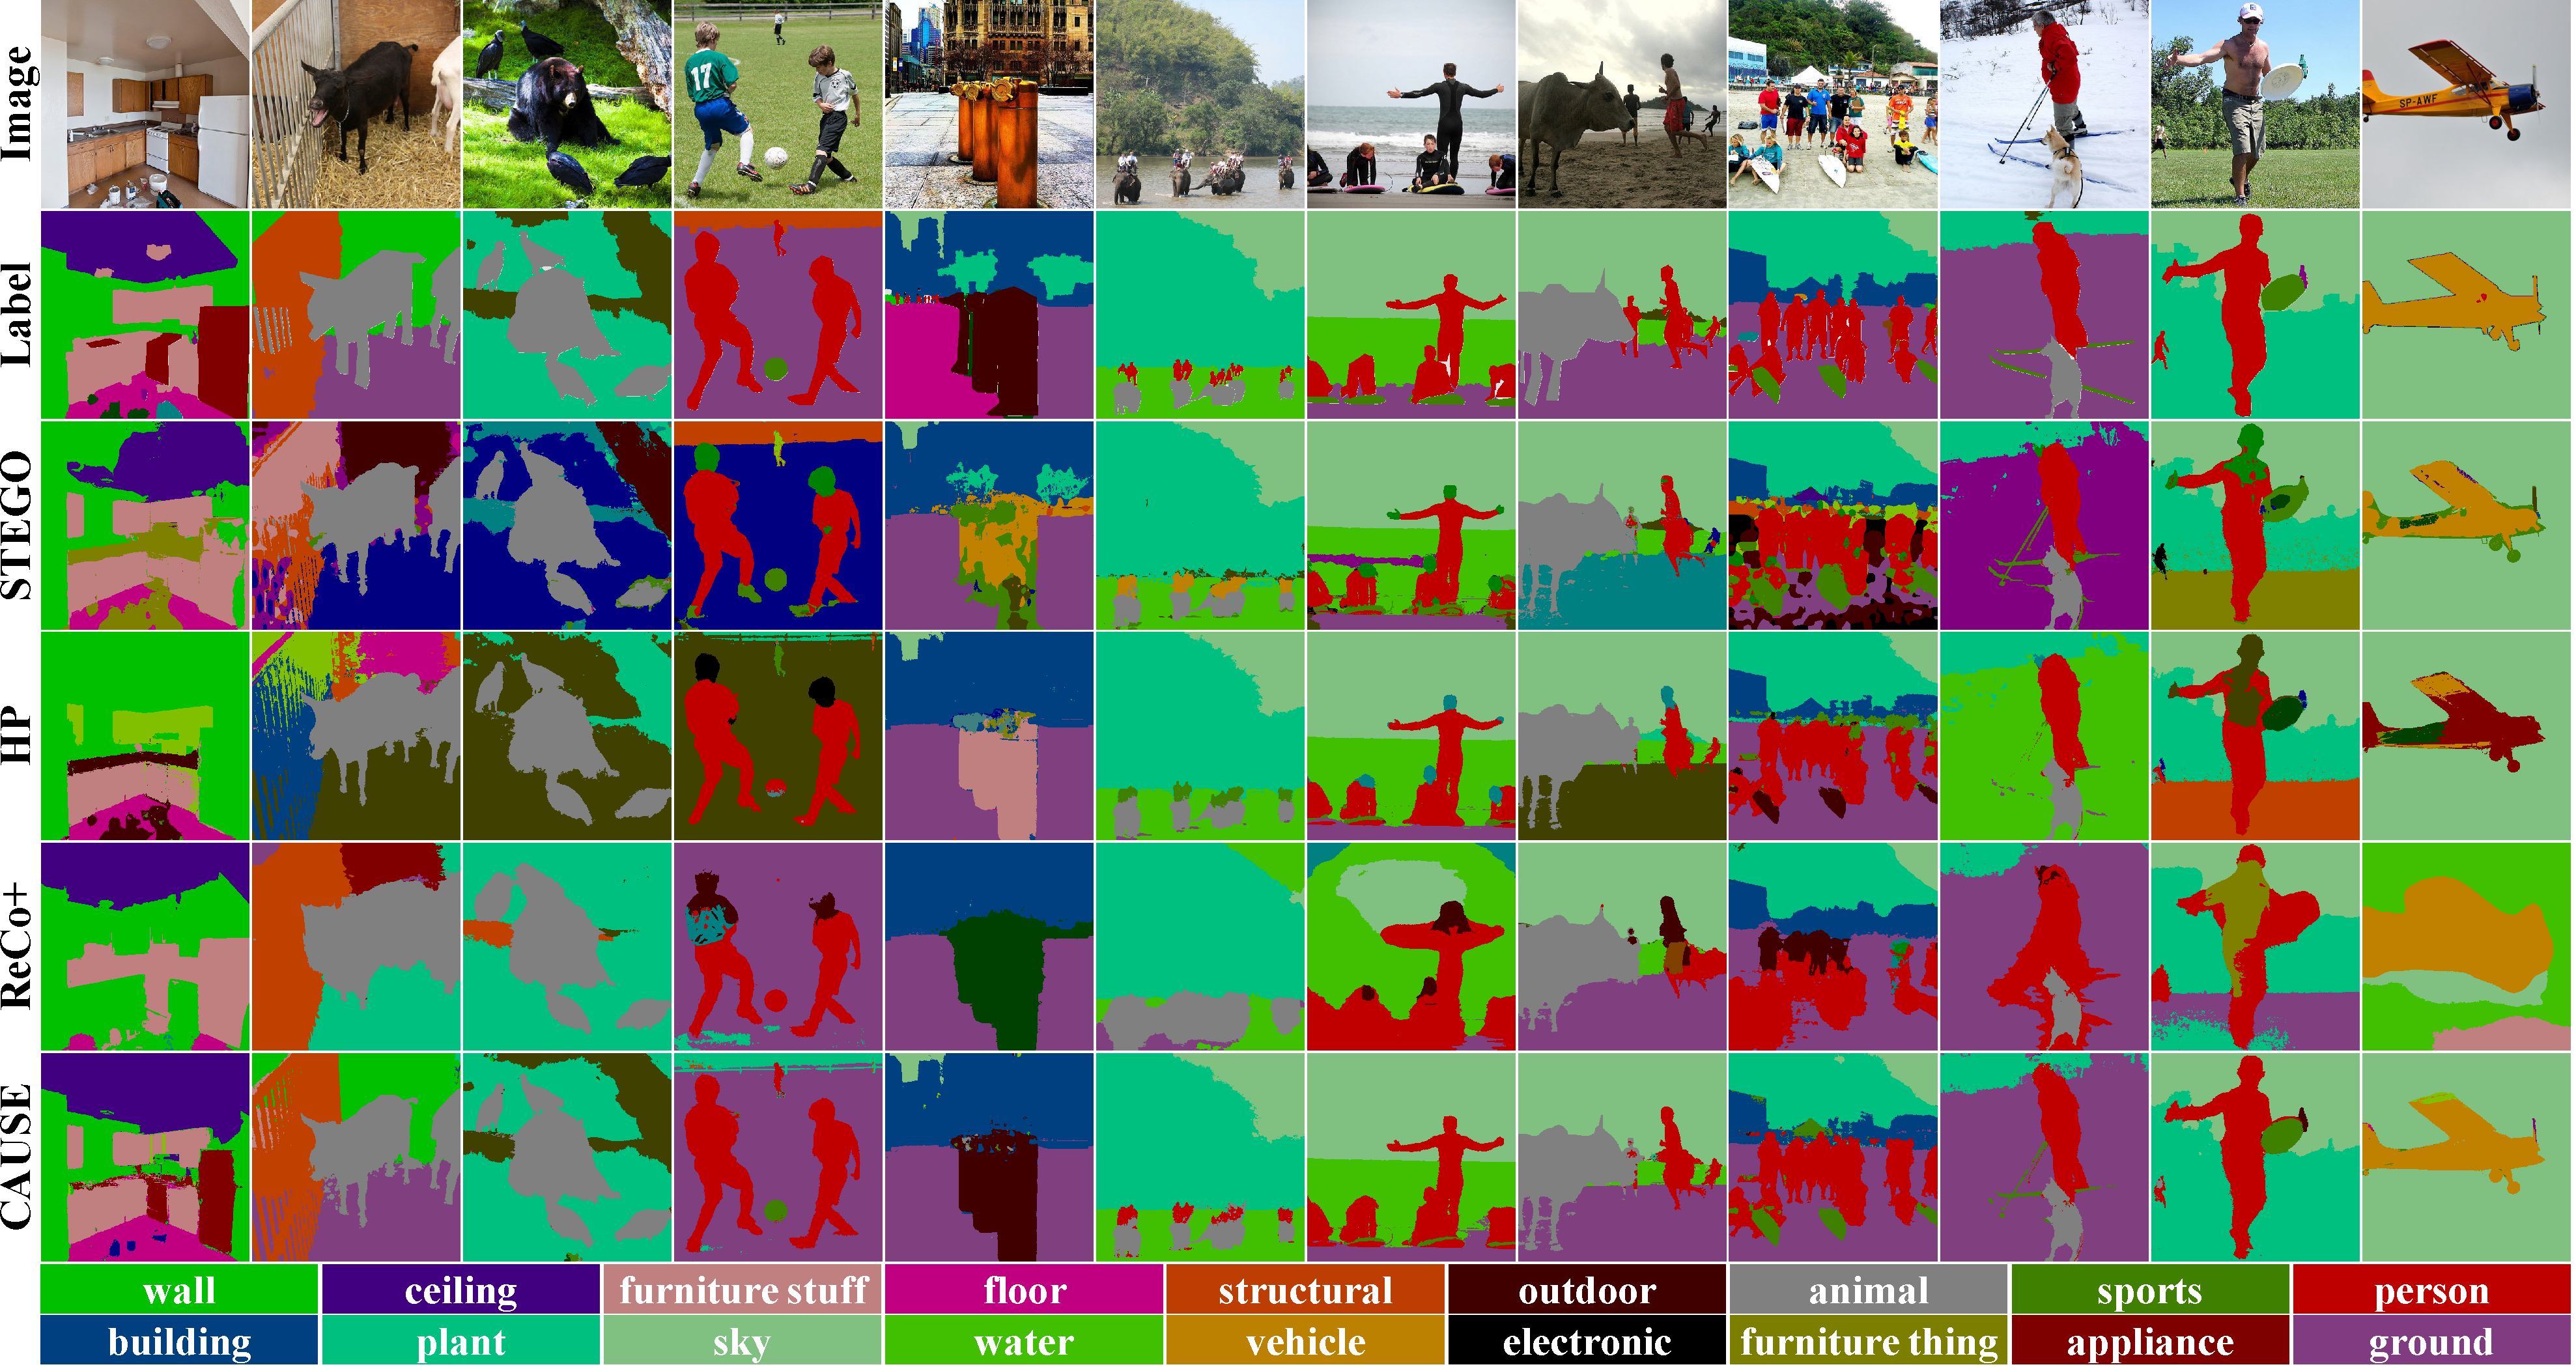 Image
17
SP-AWF
Label
STEGO
HP
ReCo+
CAUSE
wall ceiling furniture stuff floor structural outdoor animal sports person
building plant sky water vehicle electronic furniture thing appliance ground